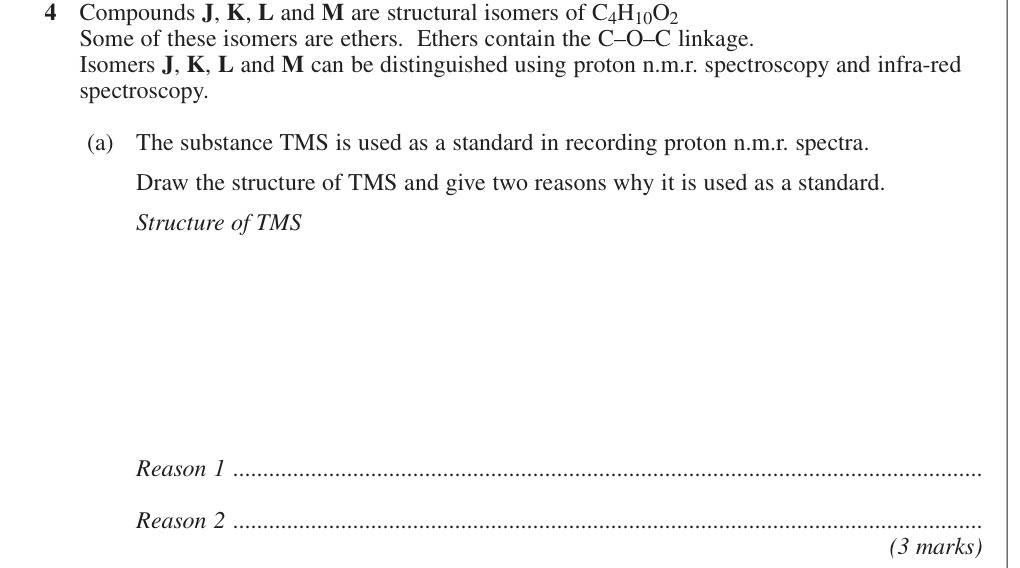 4 Compounds J, K, L and M are structural isomers of C₄H₁₀O₂
Some of these isomers are ethers. Ethers contain the C–O–C linkage.
Isomers J, K, L and M can be distinguished using proton n.m.r. spectroscopy and infra-red
spectroscopy.
(a) The substance TMS is used as a standard in recording proton n.m.r. spectra.
Draw the structure of TMS and give two reasons why it is used as a standard.
Structure of TMS
Reason 1 ..............................................................................................................................
Reason 2 ..............................................................................................................................
(3 marks)